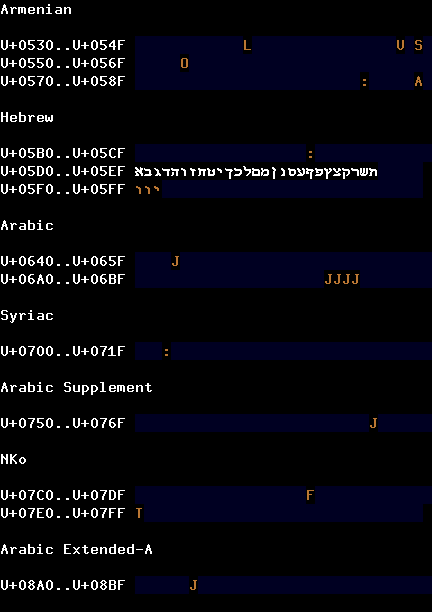 Armenian
U+0530..U+054F L U S
U+0550..U+056F O
U+0570..U+058F : A
Hebrew
U+05B0..U+05CF :
U+05D0..U+05EF אבגדהוזחטיךכלםמןנסעףפץצקרשת
U+05F0..U+05FF ווי
Arabic
U+0640..U+065F J
U+06A0..U+06BF JJJJ
Syriac
U+0700..U+071F :
Arabic Supplement
U+0750..U+076F J
NKo
U+07C0..U+07DF F
U+07E0..U+07FF T
Arabic Extended-A
U+08A0..U+08BF J